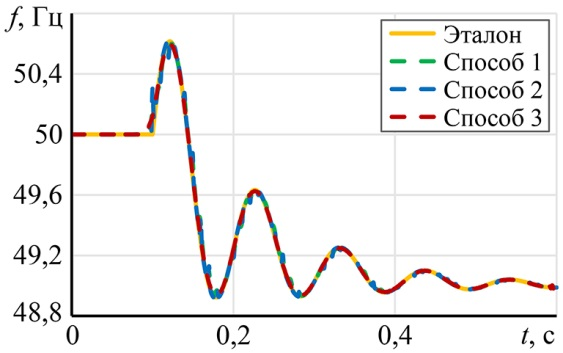 f, Гц
Эталон
Способ 1
Способ 2
Способ 3
50,4
50
49,6
49,2
48,8
0
0,2
0,4
t, с